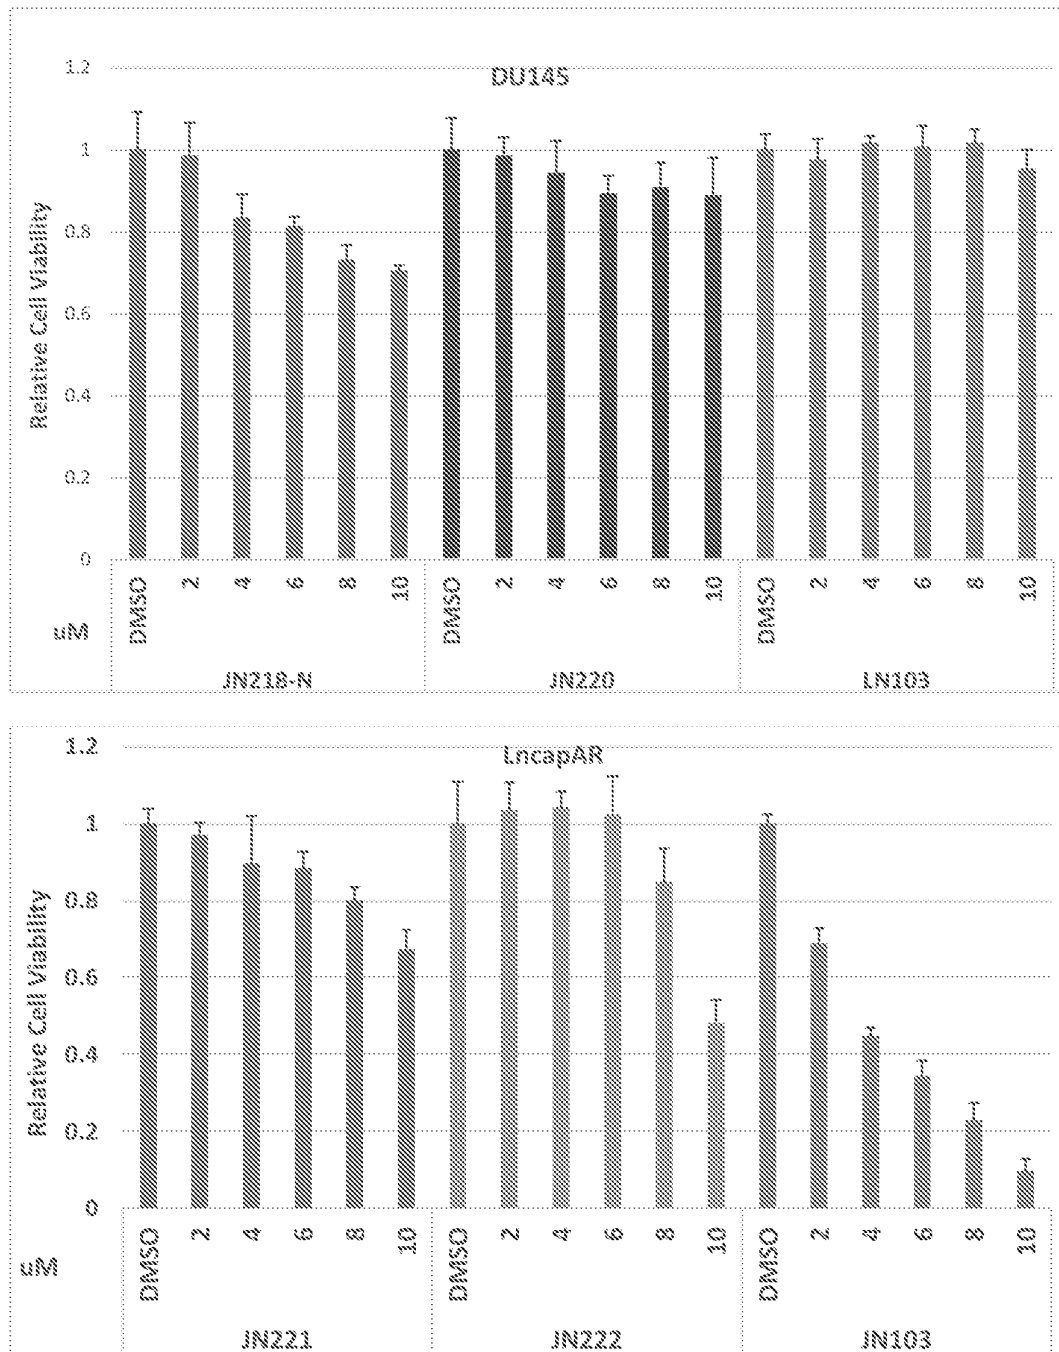 DU145
Relative Cell Viability
1.2
1
0.8
0.6
0.4
0.2
0
uM
DMSO 2 4 6 8 10 DMSO 2 4 6 8 10 DMSO 2 4 6 8 10
JN218-N JN220 LN103
LncapAR
Relative Cell Viability
1.2
1
0.8
0.6
0.4
0.2
0
uM
DMSO 2 4 6 8 10 DMSO 2 4 6 8 10 DMSO 2 4 6 8 10
JN221 JN222 JN103